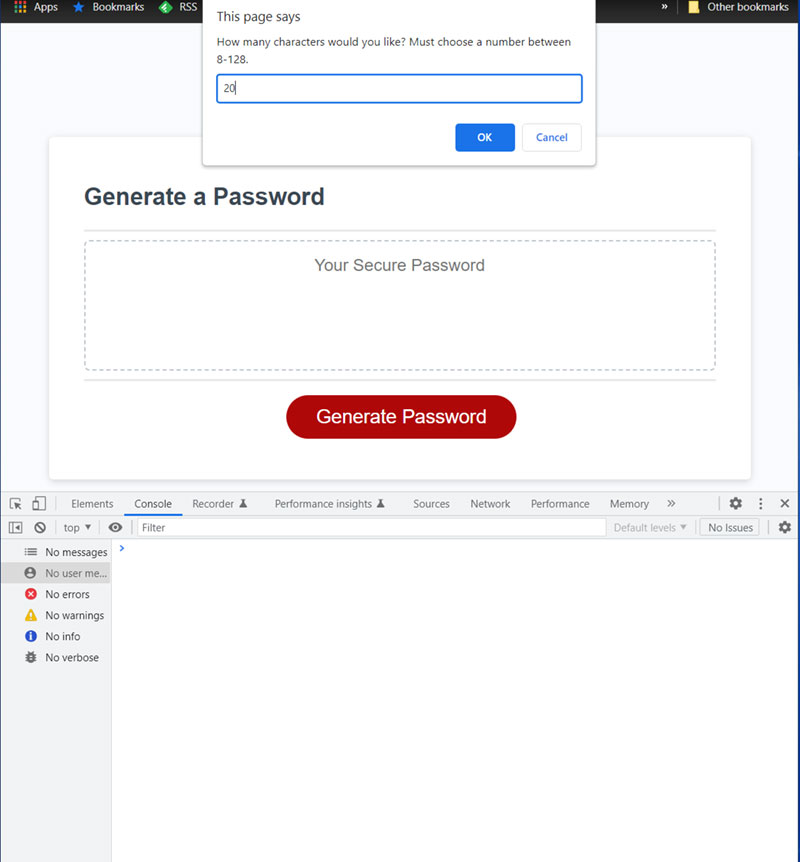 Apps Bookmarks RSS » Other bookmarks
This page says
How many characters would you like? Must choose a number between
8-128.
20
OK Cancel
Generate a Password
Your Secure Password
Generate Password
Elements Console Recorder Performance insights Sources Network Performance Memory »
top Filter Default levels No Issues
No messages
No user me...
No errors
No warnings
No info
No verbose